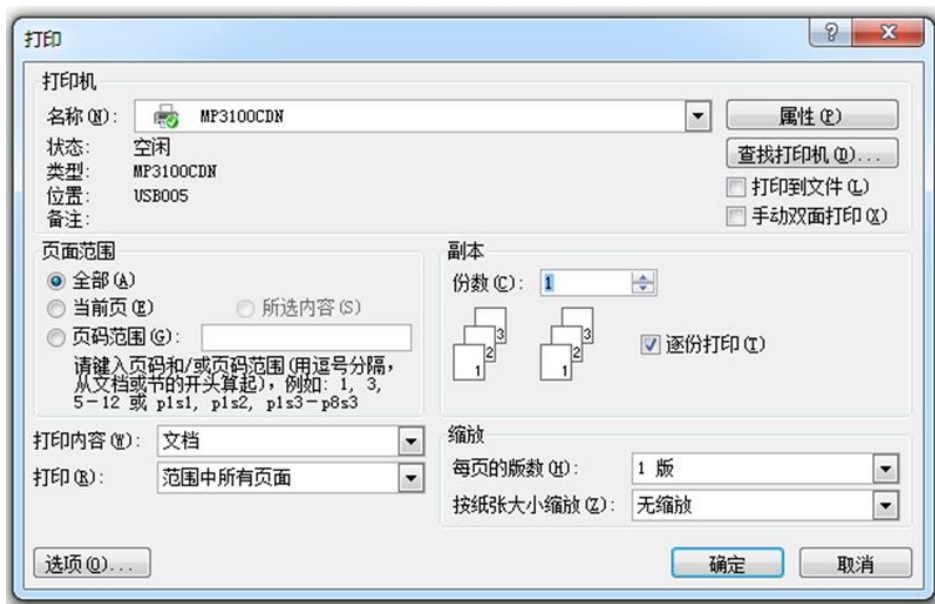 打印
打印机
名称(N): MP3100CDN 属性(P)
状态: 空闲 查找打印机(D)...
类型: MP3100CDN
位置: USB005 打印到文件(L)
备注: 手动双面打印(X)
页面范围
全部(A)
当前页(E) 所选内容(S)
页码范围(G):
请键入页码和/或页码范围(用逗号分隔,
从文档或节的开头算起), 例如: 1, 3,
5-12 或 p1s1, p1s2, p1s3-p8s3
副本
份数(C): 1
1 2 3 1 2 3 逐份打印(T)
打印内容(W): 文档
打印(R): 范围中所有页面
缩放
每页的版数(H): 1 版
按纸张大小缩放(Z): 无缩放
选项(O)... 确定 取消